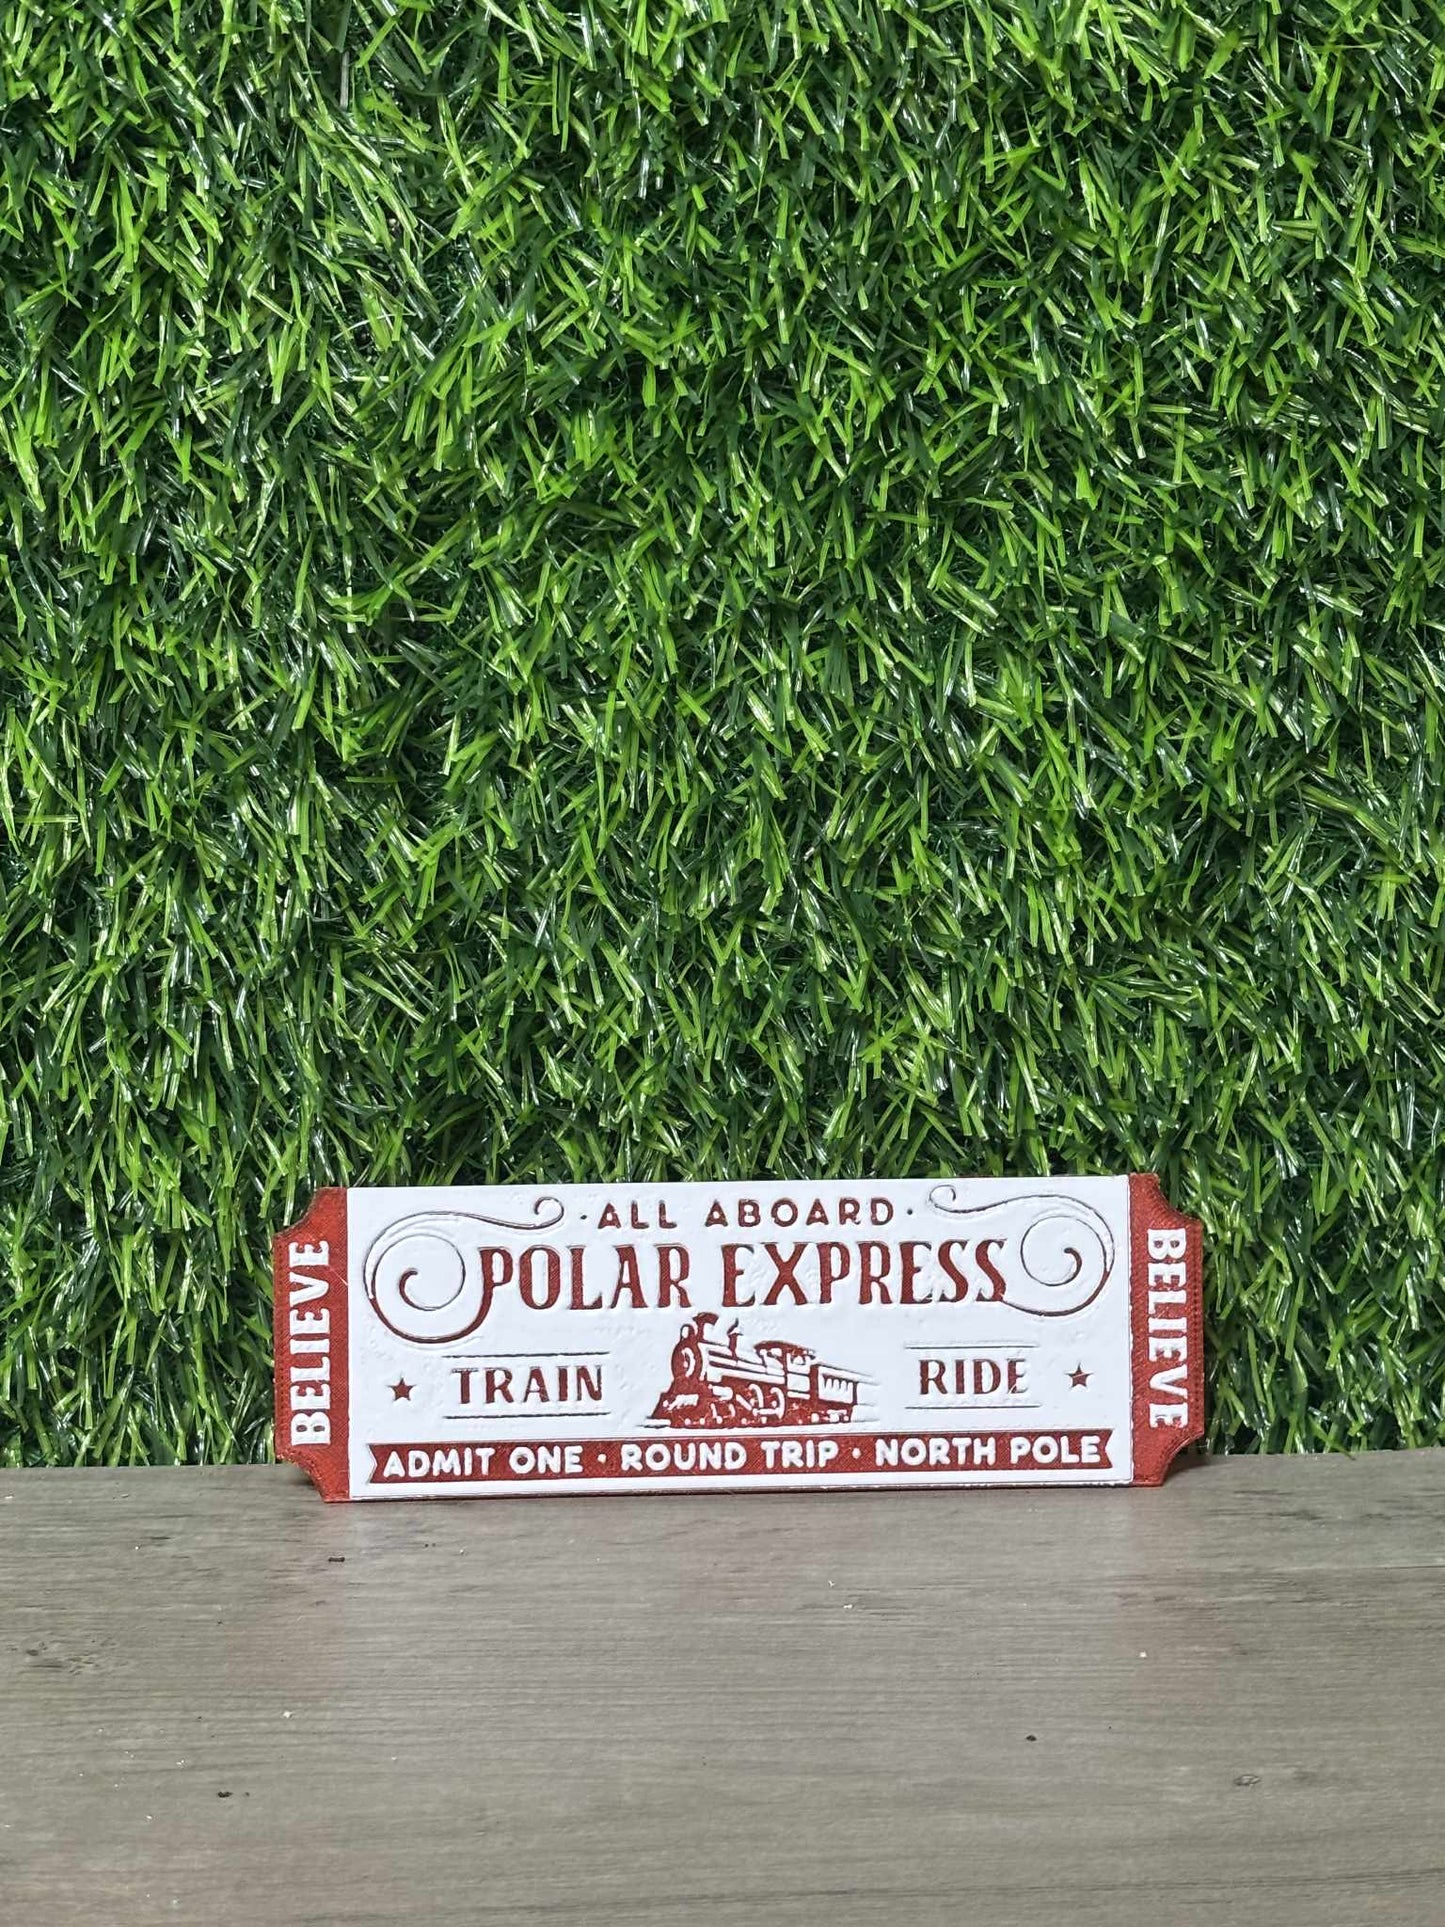 BELIEVE
· ALL ABOARD ·
POLAR EXPRESS
TRAIN RIDE
ADMIT ONE · ROUND TRIP · NORTH POLE
BELIEVE